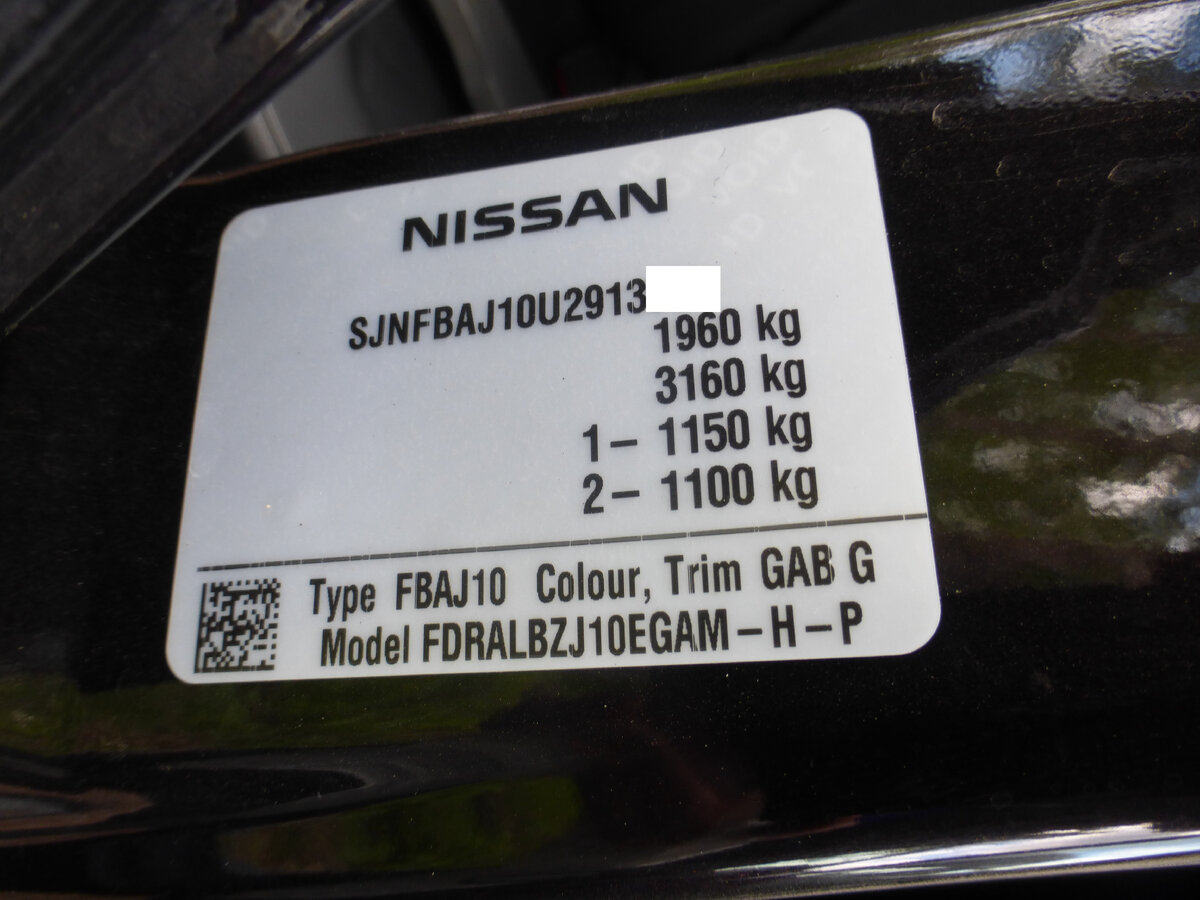 NISSAN
SJNFBAJ10U2913
1960 kg
3160 kg
1– 1150 kg
2– 1100 kg
Type FBAJ10 Colour, Trim GAB G
Model FDRALBZJ10EGAM – H – P